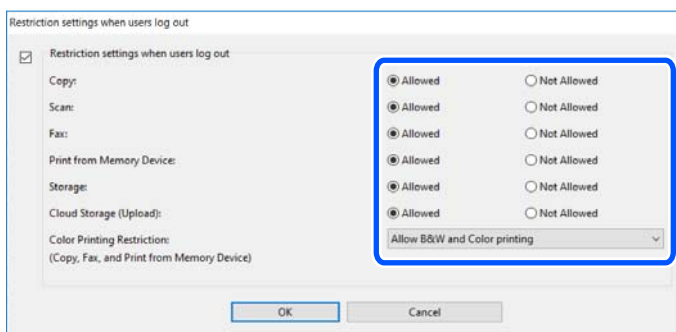 Restriction settings when users log out
Restriction settings when users log out
Copy: Allowed Not Allowed
Scan: Allowed Not Allowed
Fax: Allowed Not Allowed
Print from Memory Device: Allowed Not Allowed
Storage: Allowed Not Allowed
Cloud Storage (Upload): Allowed Not Allowed
Color Printing Restriction: Allow B&W and Color printing
(Copy, Fax, and Print from Memory Device)
OK Cancel